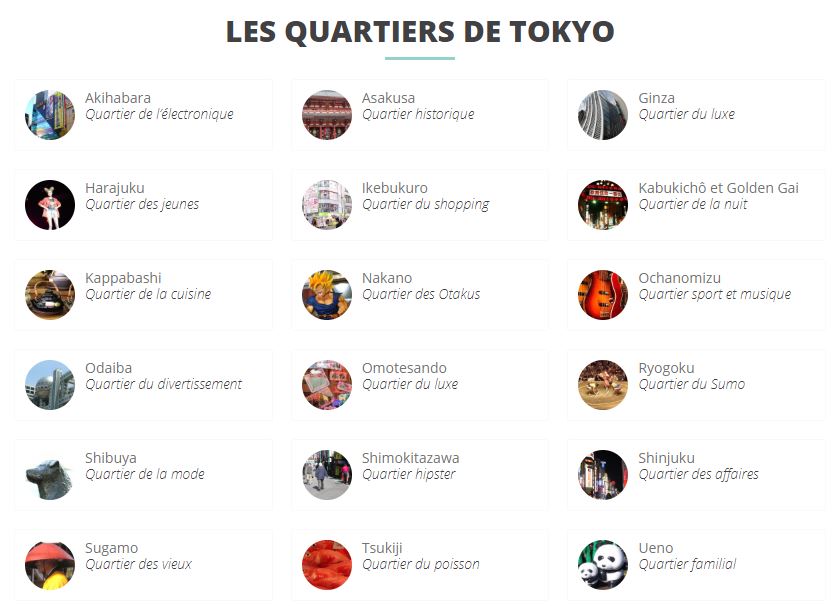 LES QUARTIERS DE TOKYO
Akihabara
Quartier de l'électronique
Asakusa
Quartier historique
Ginza
Quartier du luxe
Harajuku
Quartier des jeunes
Ikebukuro
Quartier du shopping
Kabukichô et Golden Gai
Quartier de la nuit
Kappabashi
Quartier de la cuisine
Nakano
Quartier des Otakus
Ochanomizu
Quartier sport et musique
Odaiba
Quartier du divertissement
Omotesando
Quartier du luxe
Ryogoku
Quartier du Sumo
Shibuya
Quartier de la mode
Shimokitazawa
Quartier hipster
Shinjuku
Quartier des affaires
Sugamo
Quartier des vieux
Tsukiji
Quartier du poisson
Ueno
Quartier familial